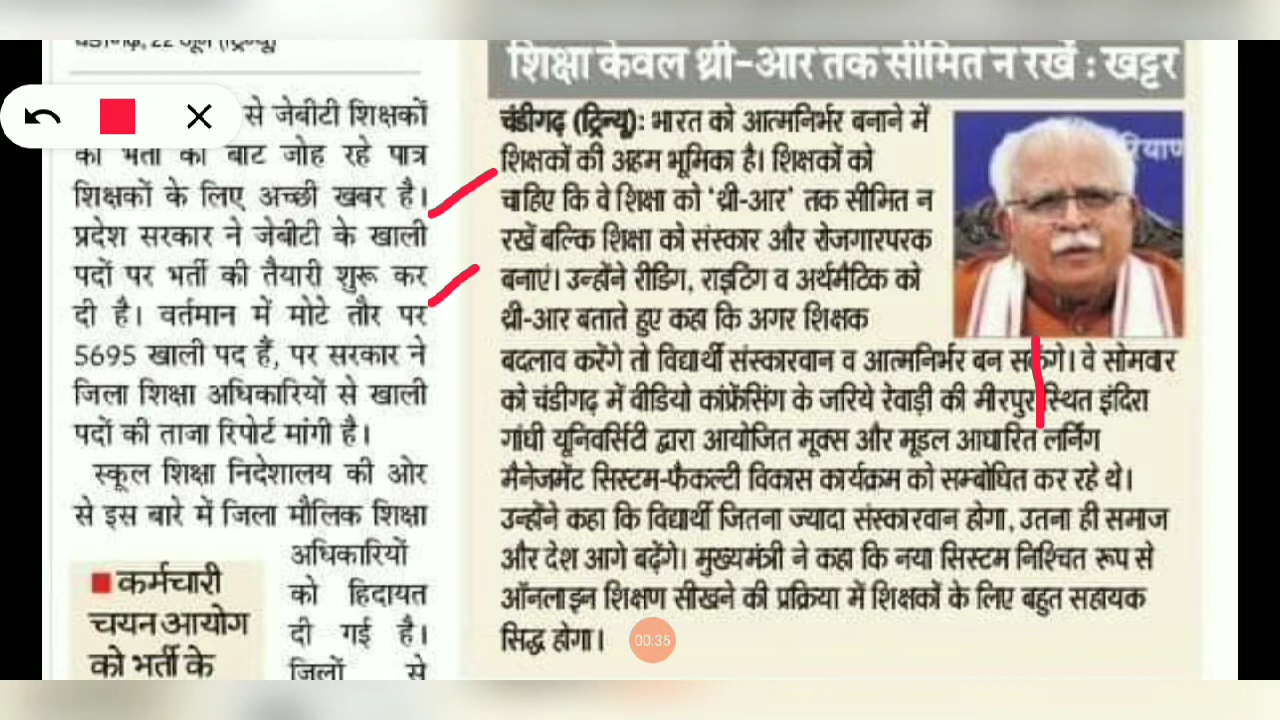 चंडीगढ़, 22 जून (ट्रिन्यू)
से जेबीटी शिक्षकों
की भर्ती की बाट जोह रहे पात्र
शिक्षकों के लिए अच्छी खबर है।
प्रदेश सरकार ने जेबीटी के खाली
पदों पर भर्ती की तैयारी शुरू कर
दी है। वर्तमान में मोटे तौर पर
5695 खाली पद हैं, पर सरकार ने
जिला शिक्षा अधिकारियों से खाली
पदों की ताजा रिपोर्ट मांगी है।
स्कूल शिक्षा निदेशालय की ओर
से इस बारे में जिला मौलिक शिक्षा
अधिकारियों
को हिदायत
दी गई है।
जिलों से
■ कर्मचारी
चयन आयोग
को भर्ती के
शिक्षा केवल थ्री-आर तक सीमित न रखें : खट्टर
चंडीगढ़ (ट्रिन्यू): भारत को आत्मनिर्भर बनाने में
शिक्षकों की अहम भूमिका है। शिक्षकों को
चाहिए कि वे शिक्षा को 'थ्री-आर' तक सीमित न
रखें बल्कि शिक्षा को संस्कार और रोजगारपरक
बनाएं। उन्होंने रीडिंग, राइटिंग व अर्थमैटिक को
थ्री-आर बताते हुए कहा कि अगर शिक्षक
बदलाव करेंगे तो विद्यार्थी संस्कारवान व आत्मनिर्भर बन सकेंगे। वे सोमवार
को चंडीगढ़ में वीडियो कांफ्रेंसिंग के जरिये रेवाड़ी की मीरपुर स्थित इंदिरा
गांधी यूनिवर्सिटी द्वारा आयोजित मूक्स और मूडल आधारित लर्निंग
मैनेजमेंट सिस्टम-फैकल्टी विकास कार्यक्रम को सम्बोधित कर रहे थे।
उन्होंने कहा कि विद्यार्थी जितना ज्यादा संस्कारवान होगा, उतना ही समाज
और देश आगे बढ़ेंगे। मुख्यमंत्री ने कहा कि नया सिस्टम निश्चित रूप से
ऑनलाइन शिक्षण सीखने की प्रक्रिया में शिक्षकों के लिए बहुत सहायक
सिद्ध होगा।
00:35